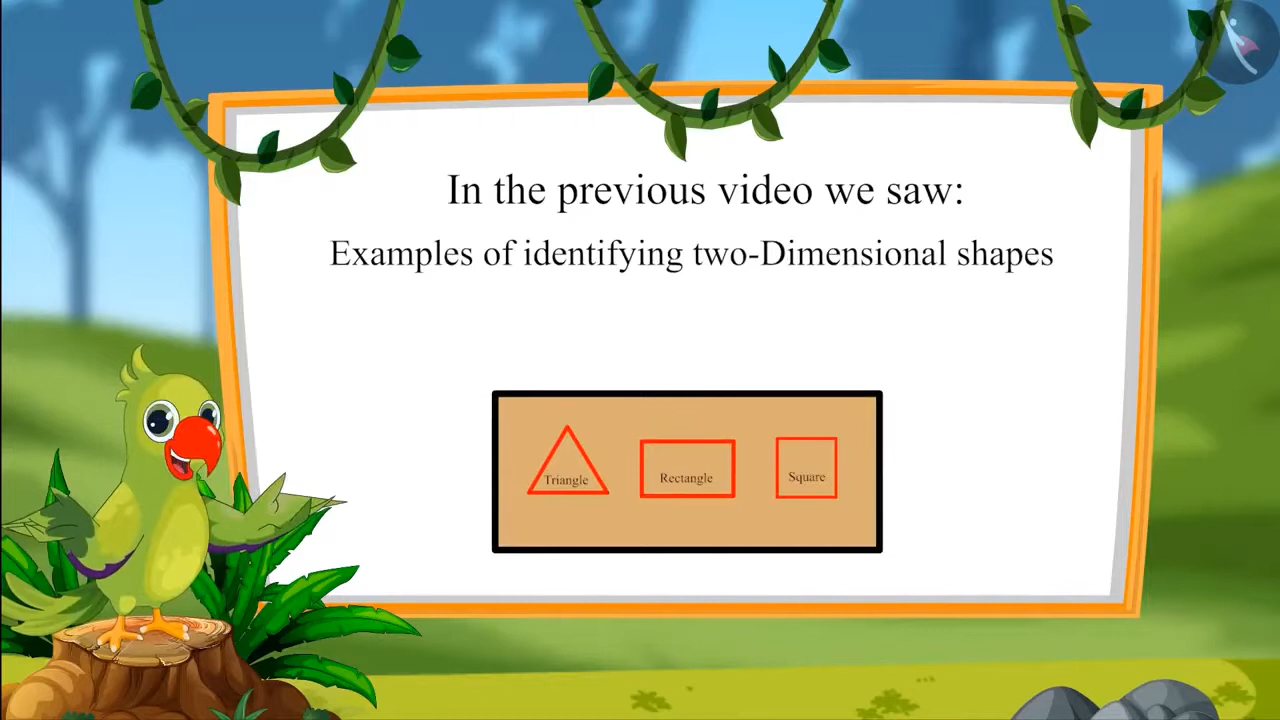 In the previous video we saw:
Examples of identifying two-Dimensional shapes
Triangle
Rectangle
Square